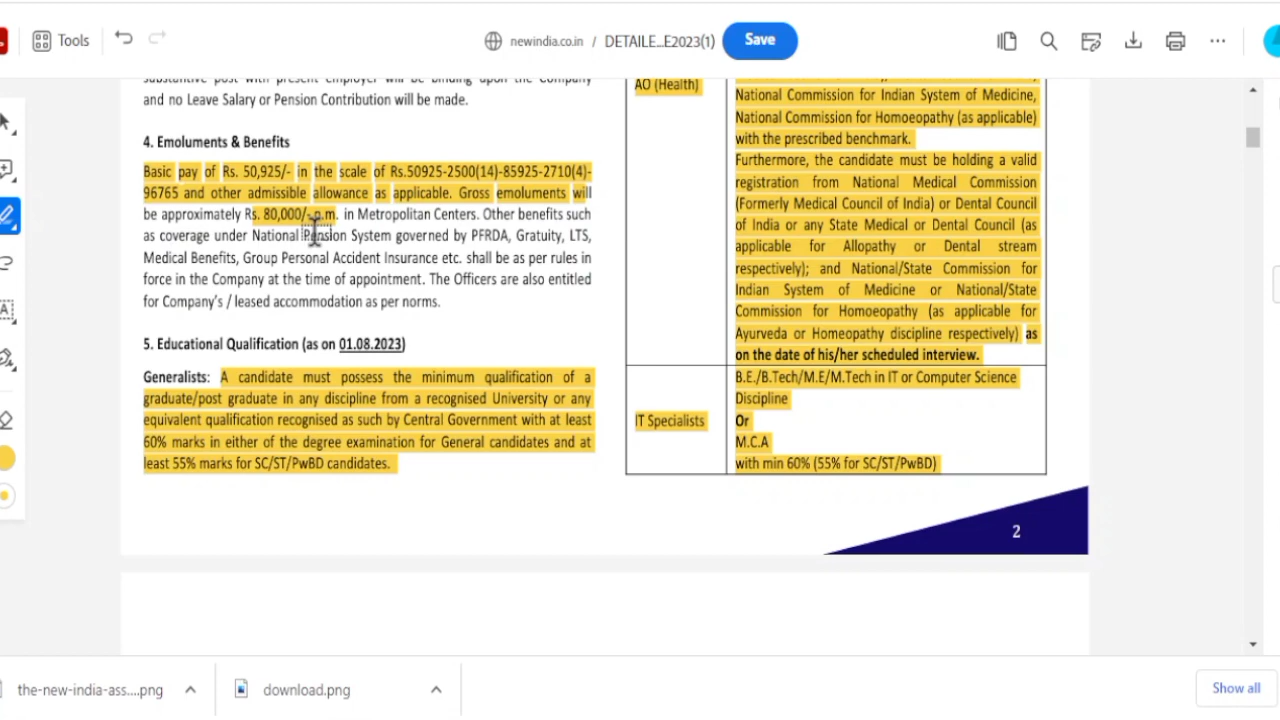 Tools
newindia.co.in / DETAILE...E2023(1)
Save
substantive post with present employer will be binding upon the Company
and no Leave Salary or Pension Contribution will be made.
4. Emoluments & Benefits
Basic pay of Rs. 50,925/- in the scale of Rs.50925-2500(14)-85925-2710(4)-
96765 and other admissible allowance as applicable. Gross emoluments will
be approximately Rs. 80,000/- p.m. in Metropolitan Centers. Other benefits such
as coverage under National Pension System governed by PFRDA, Gratuity, LTS,
Medical Benefits, Group Personal Accident Insurance etc. shall be as per rules in
force in the Company at the time of appointment. The Officers are also entitled
for Company's / leased accommodation as per norms.
5. Educational Qualification (as on 01.08.2023)
Generalists: A candidate must possess the minimum qualification of a
graduate/post graduate in any discipline from a recognised University or any
equivalent qualification recognised as such by Central Government with at least
60% marks in either of the degree examination for General candidates and at
least 55% marks for SC/ST/PwBD candidates.
AO (Health)
National Commission for Indian System of Medicine,
National Commission for Homoeopathy (as applicable)
with the prescribed benchmark.
Furthermore, the candidate must be holding a valid
registration from National Medical Commission
(Formerly Medical Council of India) or Dental Council
of India or any State Medical or Dental Council (as
applicable for Allopathy or Dental stream
respectively); and National/State Commission for
Indian System of Medicine or National/State
Commission for Homoeopathy (as applicable for
Ayurveda or Homeopathy discipline respectively) as
on the date of his/her scheduled interview.
IT Specialists
B.E./B.Tech/M.E/M.Tech in IT or Computer Science
Discipline
Or
M.C.A
with min 60% (55% for SC/ST/PwBD)
2
the-new-india-ass....png
download.png
Show all